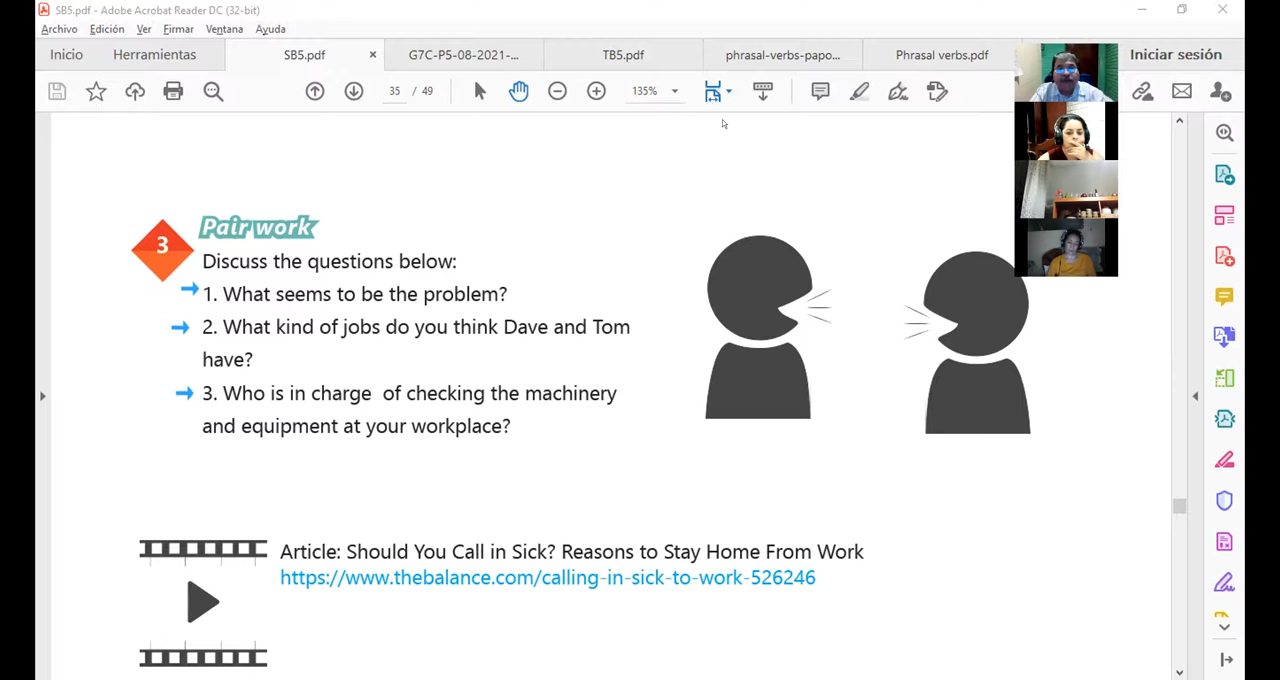 SB5.pdf - Adobe Acrobat Reader DC (32-bit)
Archivo Edición Ver Firmar Ventana Ayuda
Inicio Herramientas SB5.pdf × G7C-P5-08-2021-... TB5.pdf phrasal-verbs-papo... Phrasal verbs.pdf Iniciar sesión
35 / 49 135%
3 Pair work
Discuss the questions below:
1. What seems to be the problem?
2. What kind of jobs do you think Dave and Tom
have?
3. Who is in charge of checking the machinery
and equipment at your workplace?
Article: Should You Call in Sick? Reasons to Stay Home From Work
https://www.thebalance.com/calling-in-sick-to-work-526246